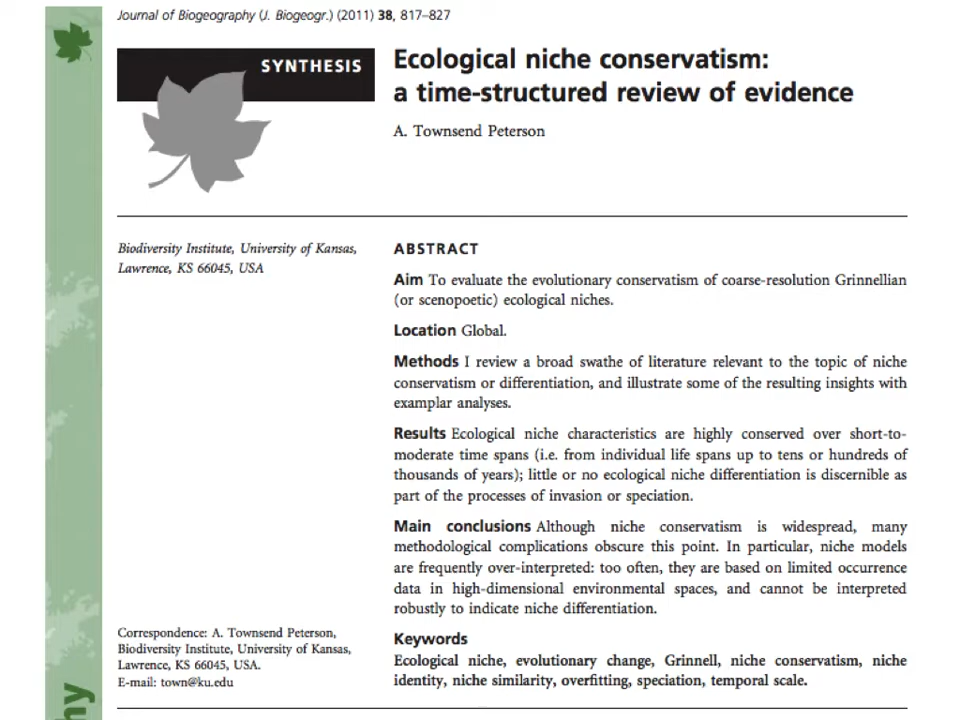 Journal of Biogeography (J. Biogeogr.) (2011) 38, 817–827
SYNTHESIS
Ecological niche conservatism:
a time-structured review of evidence
A. Townsend Peterson
Biodiversity Institute, University of Kansas,
Lawrence, KS 66045, USA
ABSTRACT
Aim To evaluate the evolutionary conservatism of coarse-resolution Grinnellian
(or scenopoetic) ecological niches.
Location Global.
Methods I review a broad swathe of literature relevant to the topic of niche
conservatism or differentiation, and illustrate some of the resulting insights with
examplar analyses.
Results Ecological niche characteristics are highly conserved over short-to-
moderate time spans (i.e. from individual life spans up to tens or hundreds of
thousands of years); little or no ecological niche differentiation is discernible as
part of the processes of invasion or speciation.
Main conclusions Although niche conservatism is widespread, many
methodological complications obscure this point. In particular, niche models
are frequently over-interpreted: too often, they are based on limited occurrence
data in high-dimensional environmental spaces, and cannot be interpreted
robustly to indicate niche differentiation.
Keywords
Ecological niche, evolutionary change, Grinnell, niche conservatism, niche
identity, niche similarity, overfitting, speciation, temporal scale.
Correspondence: A. Townsend Peterson,
Biodiversity Institute, University of Kansas,
Lawrence, KS 66045, USA.
E-mail: town@ku.edu
hy